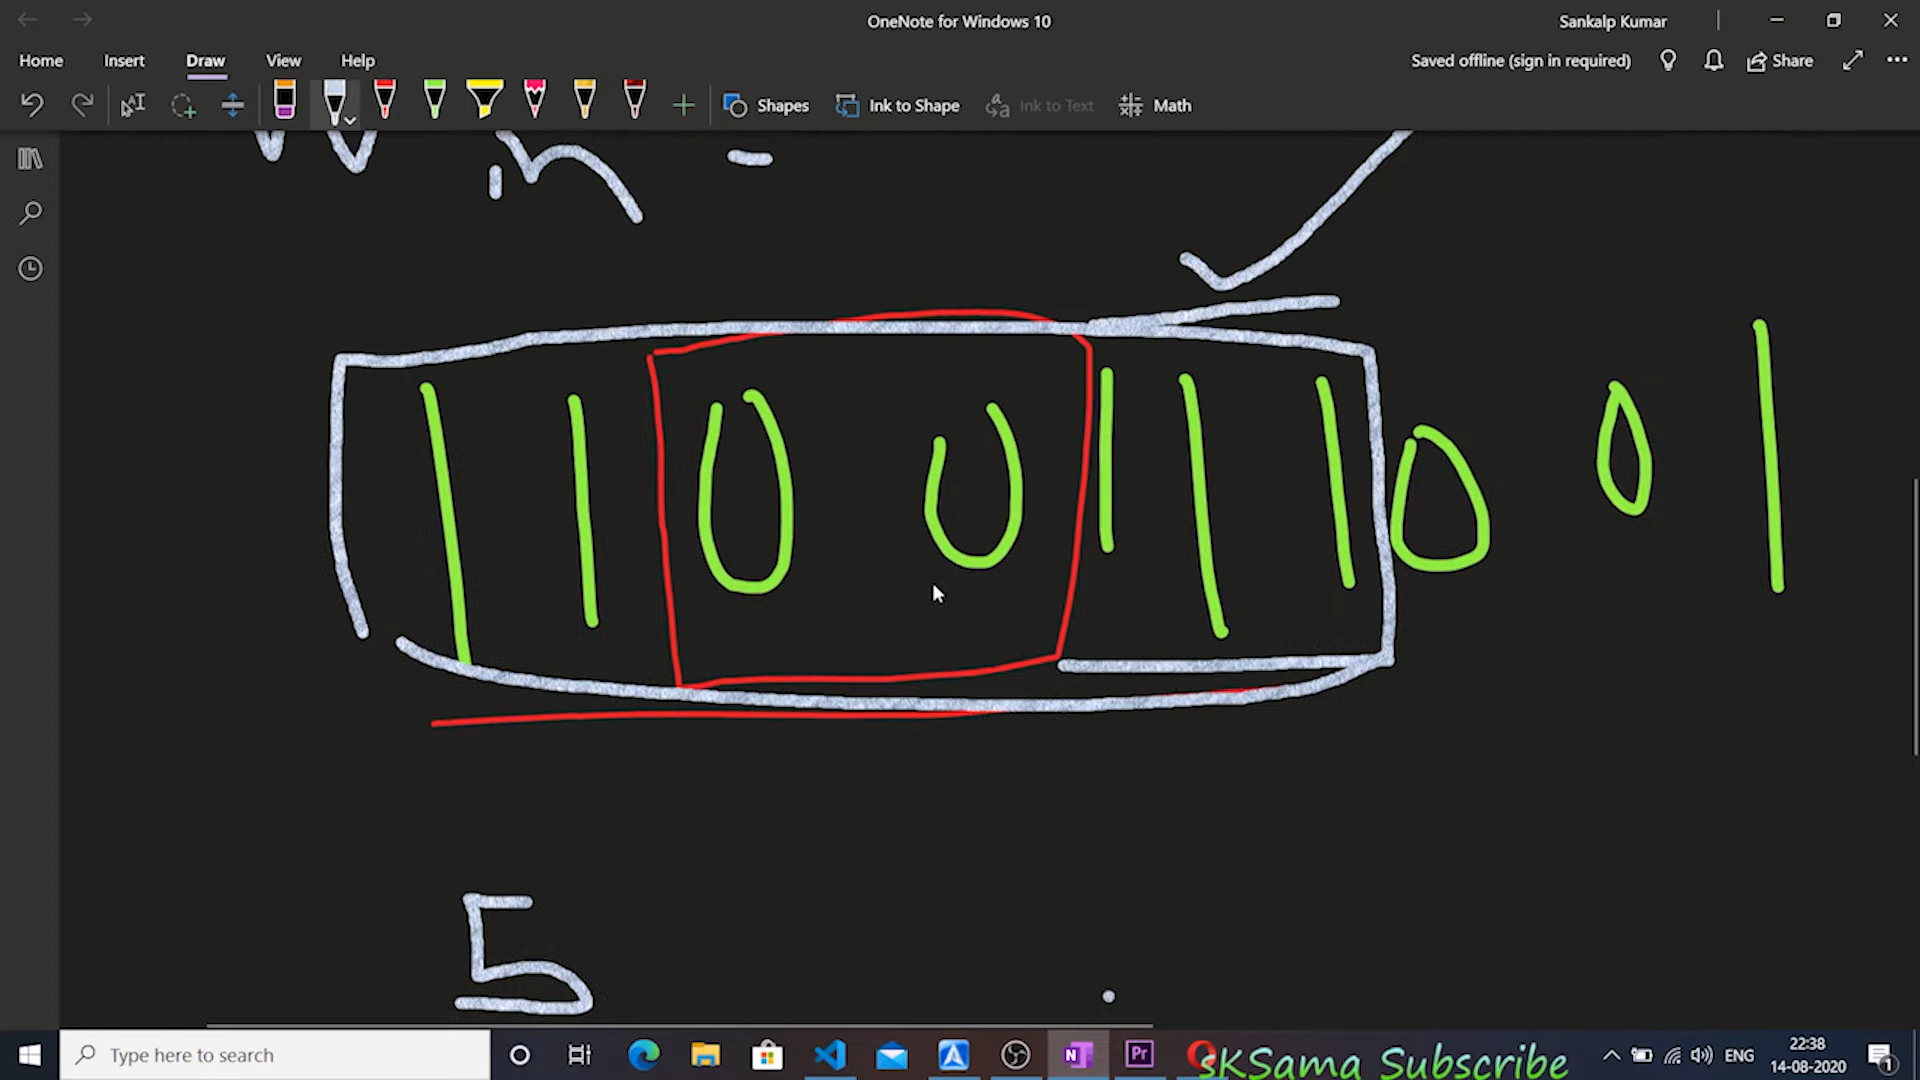 OneNote for Windows 10
Sankalp Kumar
Home Insert Draw View Help
Saved offline (sign in required) Share
Shapes Ink to Shape Ink to Text Math
1 1 0 0 1 1 1 0 0 1
5
Type here to search
sKSama Subscribe
ENG
22:38
14-08-2020
1